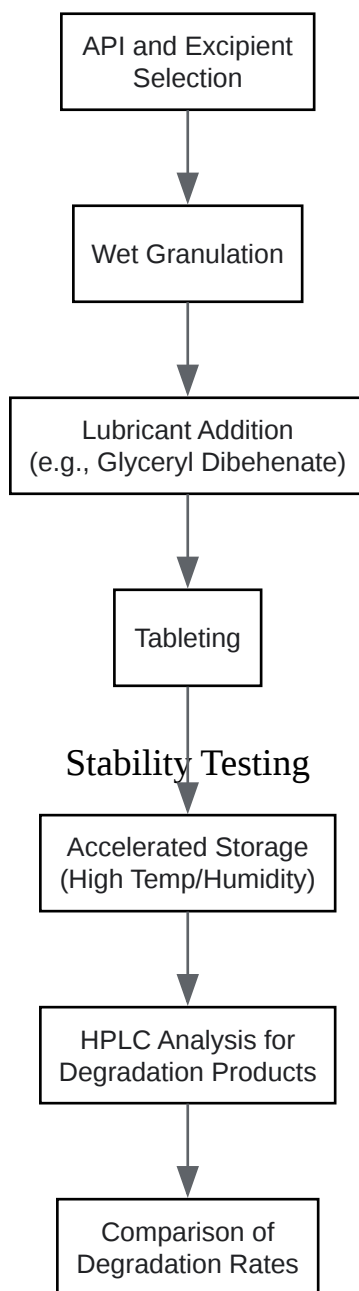 API and Excipient
Selection
Wet Granulation
Lubricant Addition
(e.g., Glyceryl Dibehenate)
Tableting
Stability Testing
Accelerated Storage
(High Temp/Humidity)
HPLC Analysis for
Degradation Products
Comparison of
Degradation Rates